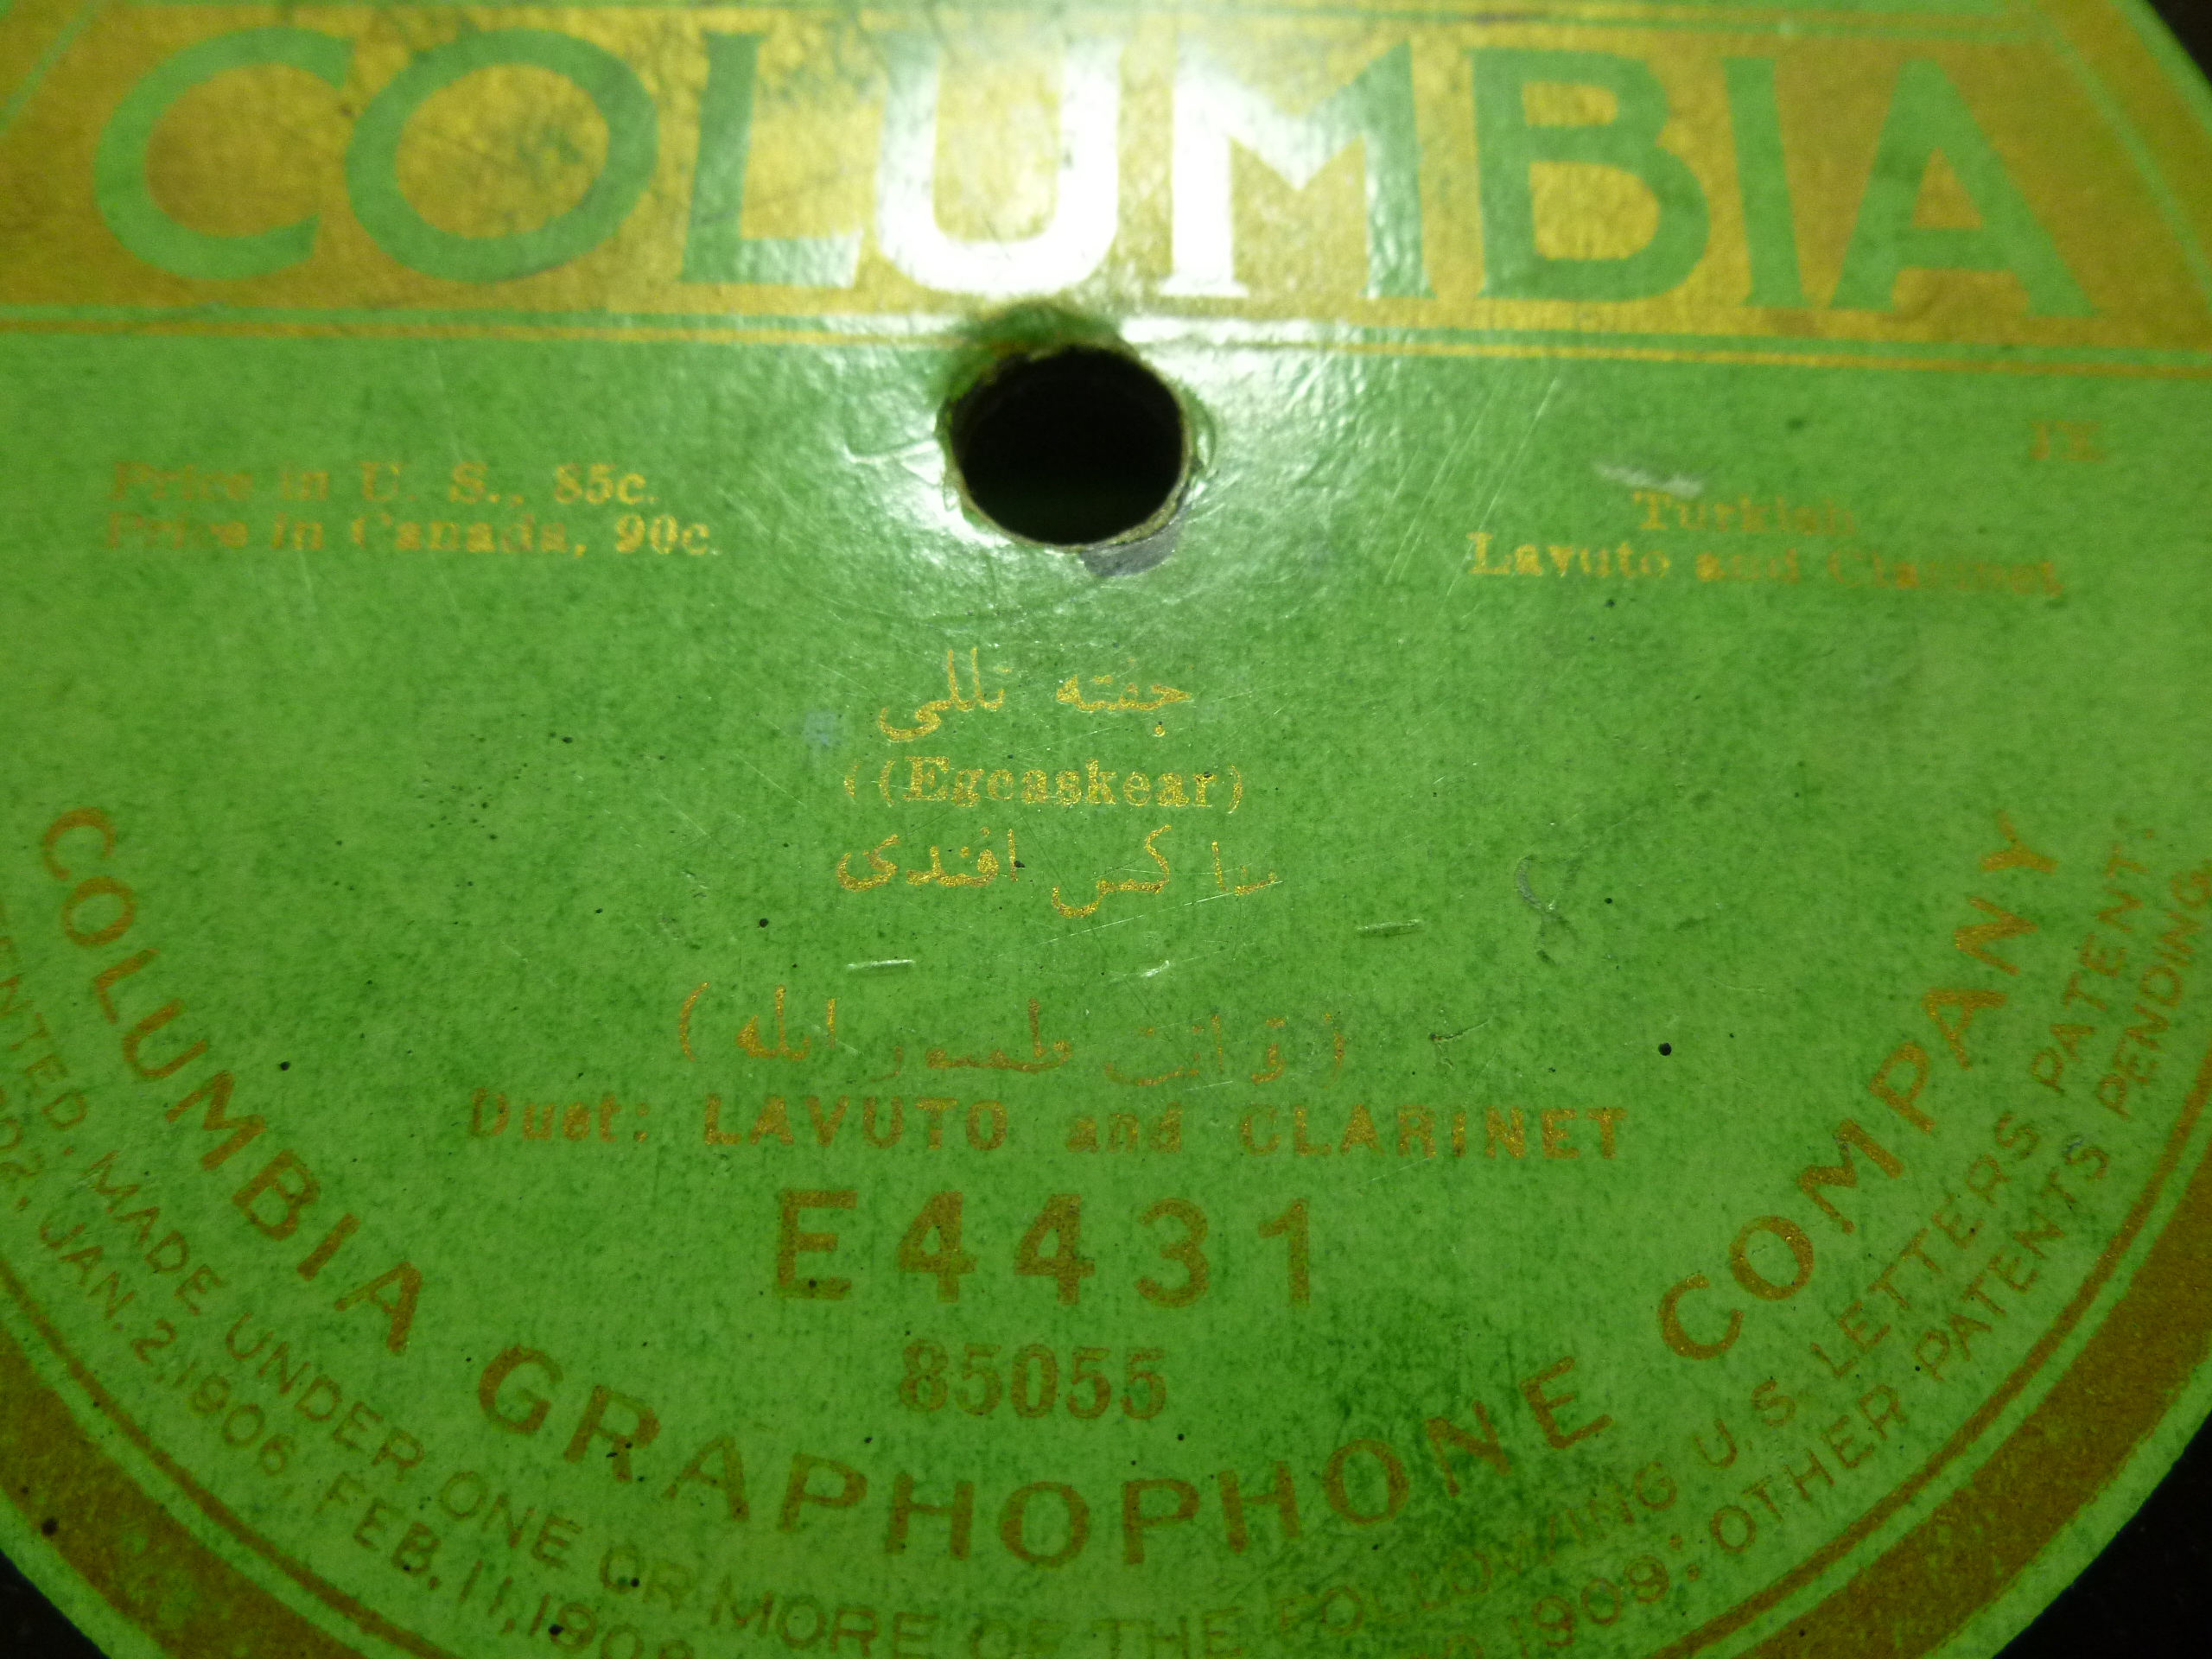 COLUMBIA
Price in U. S., 85c.
Price in Canada, 90c.
Turkish
Lavuto and Clarinet
جفته تللی
((Egeaskear)
افندی
ایله)
Duet: LAVUTO and CLARINET
E4431
85055
COLUMBIA GRAPHOPHONE COMPANY
MADE UNDER ONE OR MORE OF THE FOLLOWING U.S. LETTERS PATENT:
JAN. 2, 1906, FEB. 11, 1908 1909; OTHER PATENTS PENDING